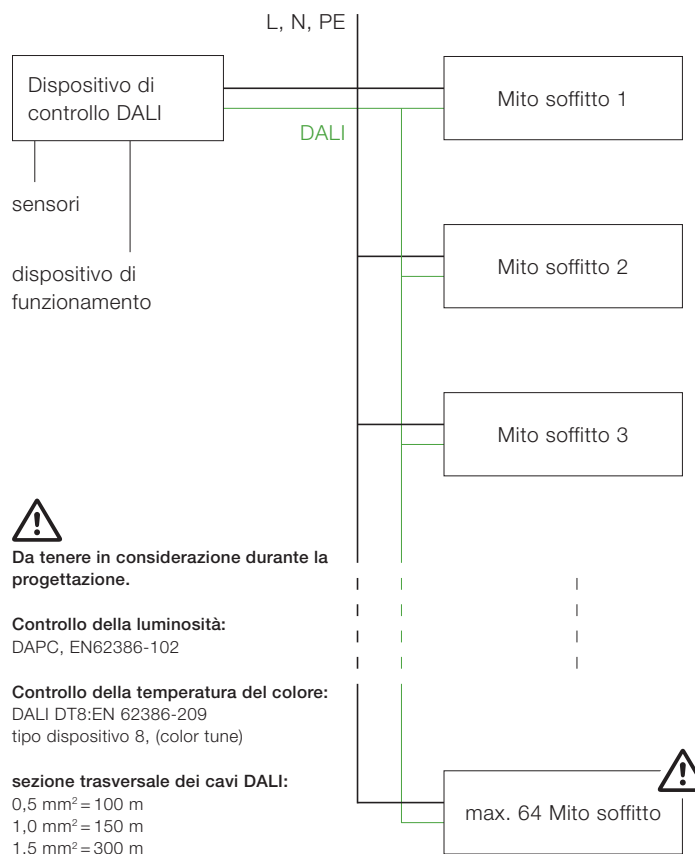 L, N, PE
Dispositivo di
controllo DALI
Mito soffitto 1
DALI
sensori
dispositivo di
funzionamento
Mito soffitto 2
Mito soffitto 3
Da tenere in considerazione durante la
progettazione.
Controllo della luminosità:
DAPC, EN62386-102
Controllo della temperatura del colore:
DALI DT8:EN 62386-209
tipo dispositivo 8, (color tune)
sezione trasversale dei cavi DALI:
0,5 mm² = 100 m
1,0 mm² = 150 m
1,5 mm² = 300 m
max. 64 Mito soffitto